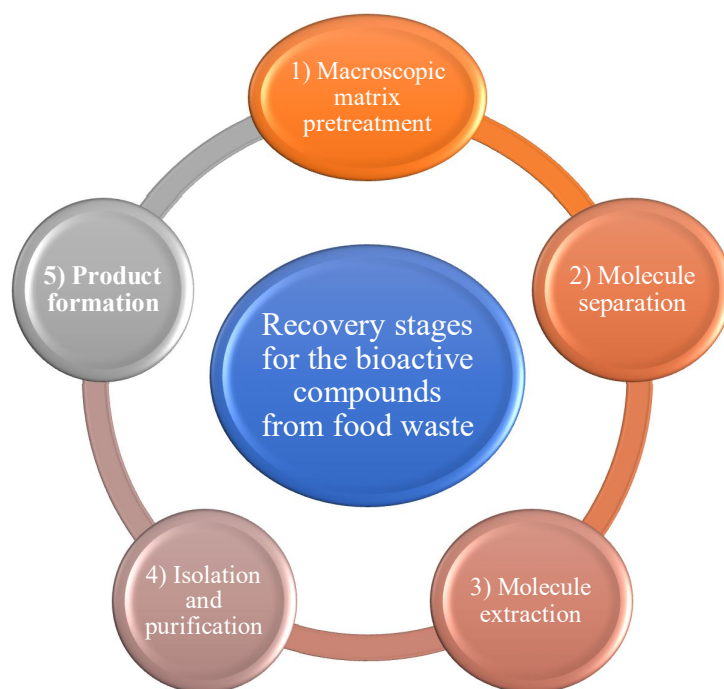 1) Macroscopic
matrix
pretreatment
2) Molecule
separation
3) Molecule
extraction
4) Isolation
and
purification
5) Product
formation
Recovery stages
for the bioactive
compounds
from food waste